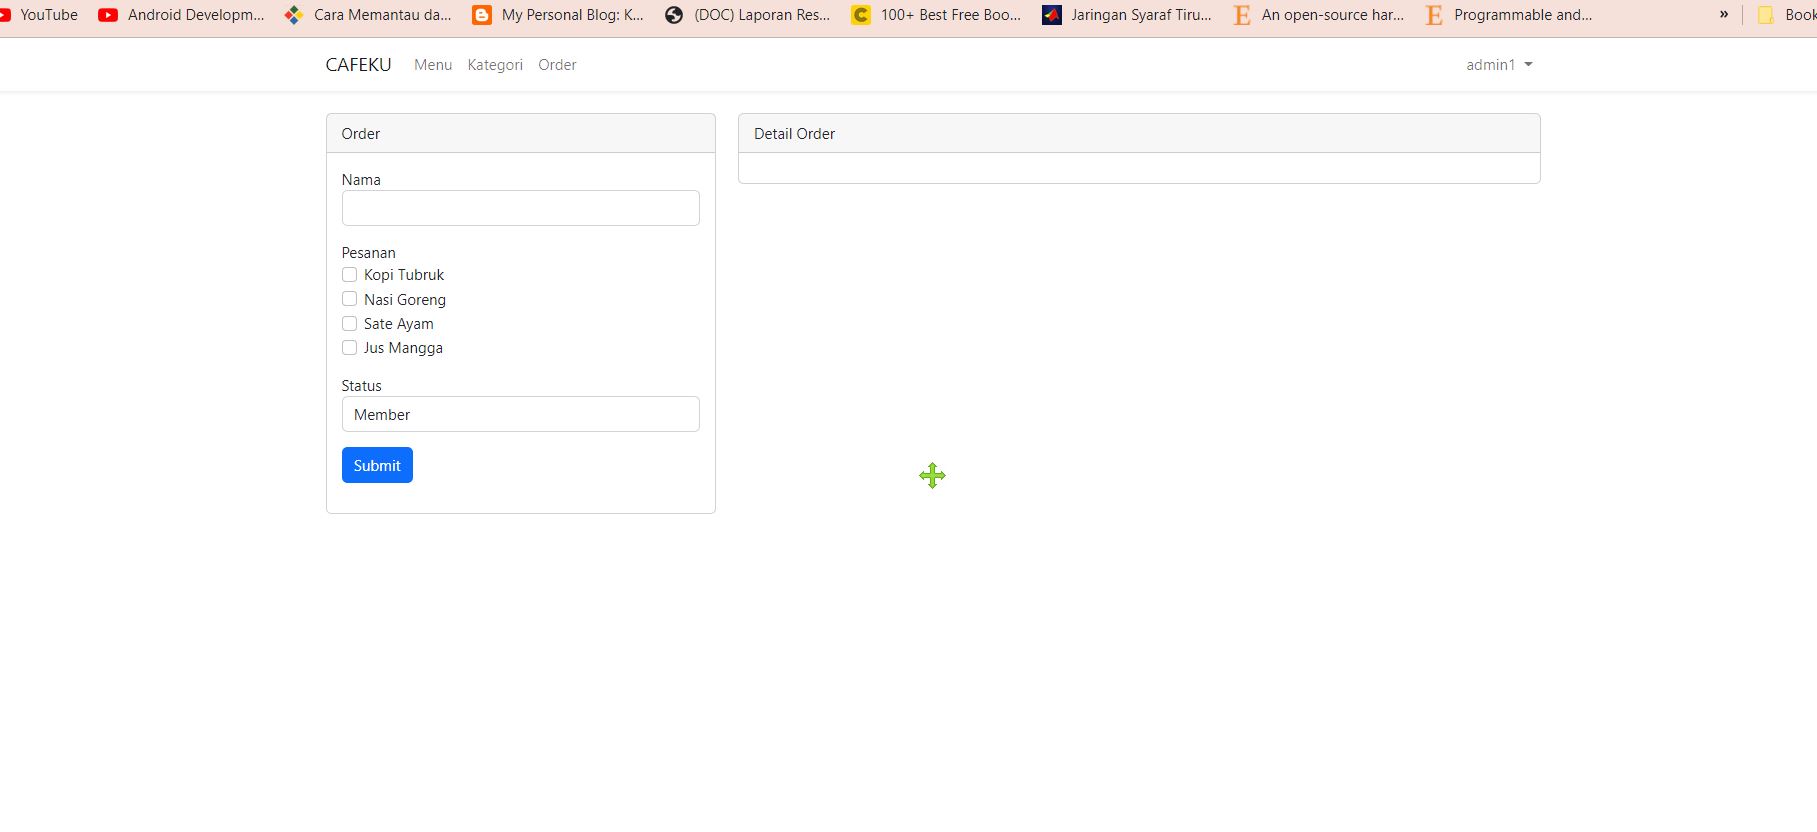 YouTube Android Developm... Cara Memantau da... My Personal Blog: K... (DOC) Laporan Res... 100+ Best Free Boo... Jaringan Syaraf Tiru... An open-source har... Programmable and... » Book
CAFEKU Menu Kategori Order admin1
Order
Nama
Pesanan
Kopi Tubruk
Nasi Goreng
Sate Ayam
Jus Mangga
Status
Member
Submit
Detail Order